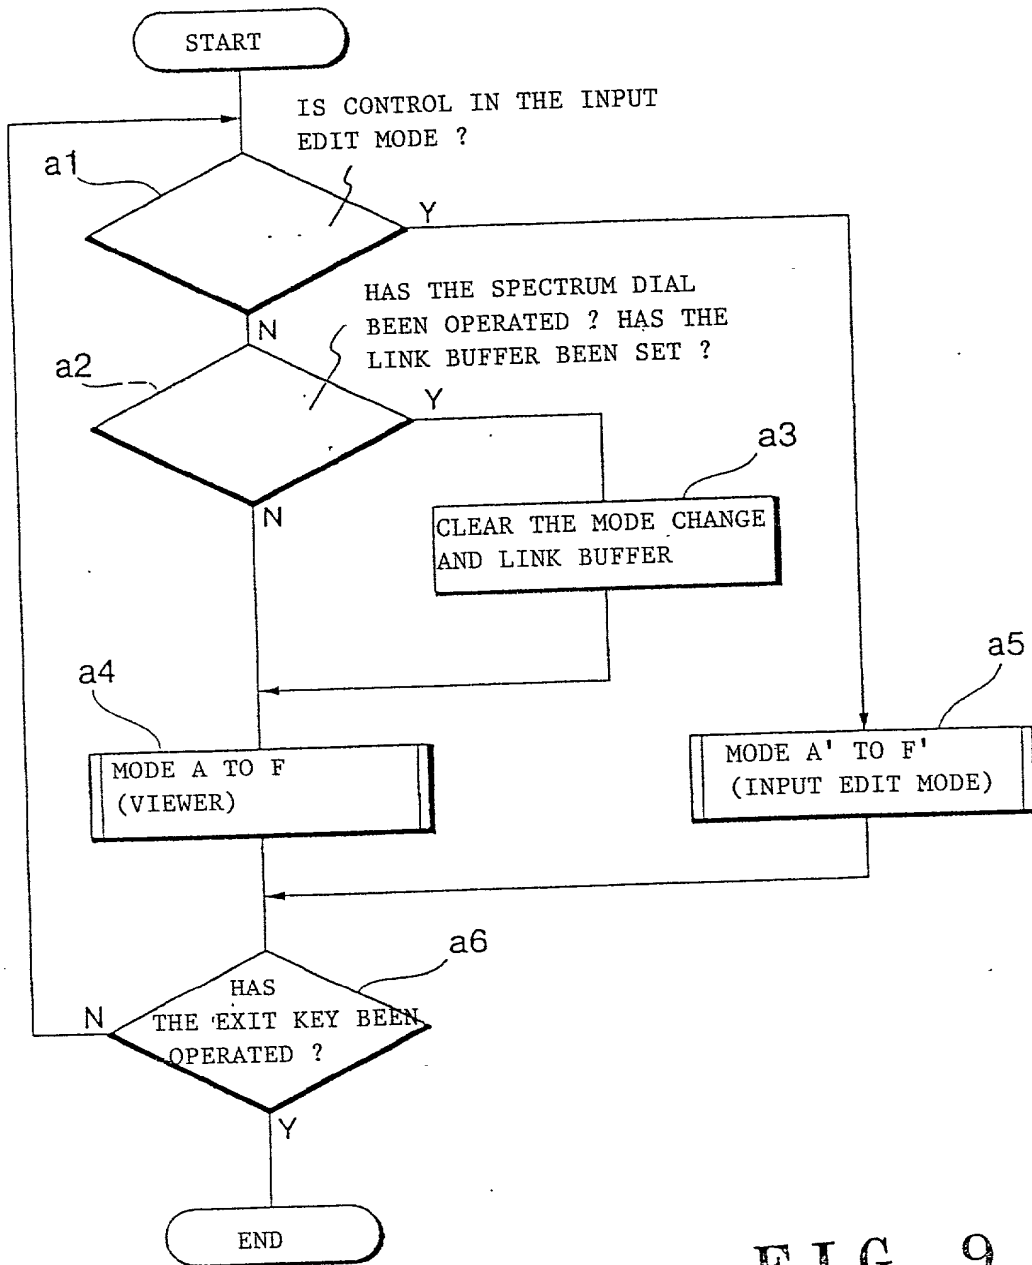 START
IS CONTROL IN THE INPUT
EDIT MODE ?
a1
Y
N
HAS THE SPECTRUM DIAL
BEEN OPERATED ? HAS THE
LINK BUFFER BEEN SET ?
a2
Y
N
a3
CLEAR THE MODE CHANGE
AND LINK BUFFER
a4
MODE A TO F
(VIEWER)
a5
MODE A' TO F'
(INPUT EDIT MODE)
a6
HAS
THE EXIT KEY BEEN
OPERATED ?
N
Y
END
FIG. 9